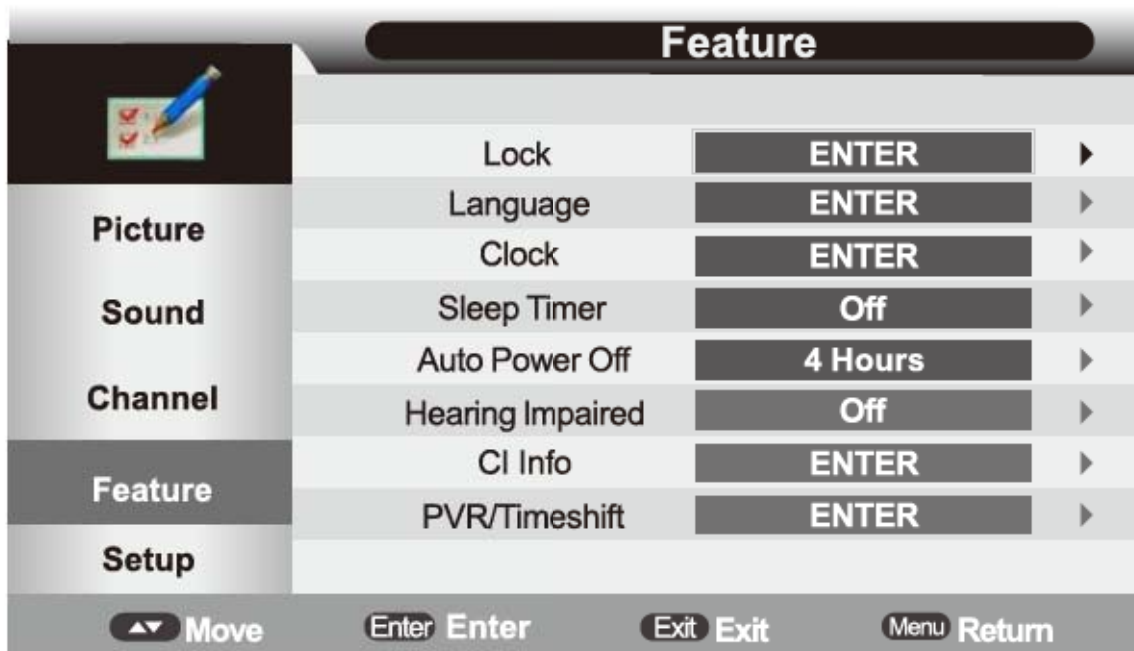 Feature
Lock ENTER
Language ENTER
Clock ENTER
Sleep Timer Off
Auto Power Off 4 Hours
Hearing Impaired Off
CI Info ENTER
PVR/Timeshift ENTER
Picture
Sound
Channel
Feature
Setup
Move Enter Enter Exit Exit Menu Return